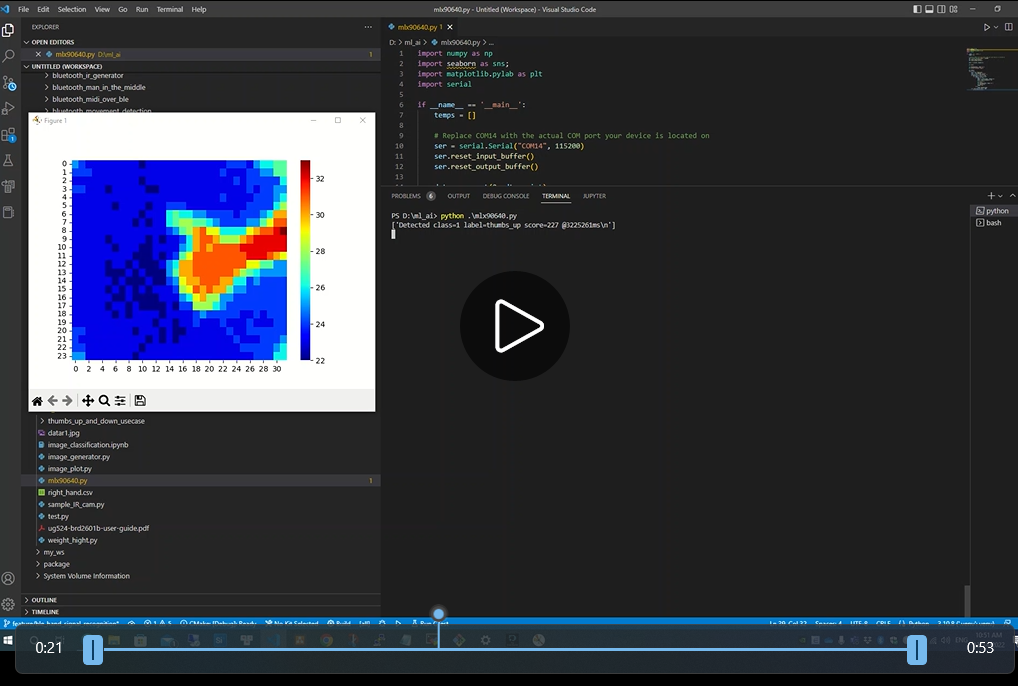 File Edit Selection View Go Run Terminal Help
mlx90640.py - Untitled (Workspace) - Visual Studio Code
EXPLORER
OPEN EDITORS
mlx90640.py D:\ml_ai 1
UNTITLED (WORKSPACE)
bluetooth_ir_generator
bluetooth_man_in_the_middle
bluetooth_midi_over_ble
bluetooth_movement_detection
Figure 1
0
1
2
3
4
5
6
7
8
9
10
11
12
13
14
15
16
17
18
19
20
21
22
23
0 2 4 6 8 10 12 14 16 18 20 22 24 26 28 30
32
30
28
26
24
22
thumbs_up_and_down_usecase
datar1.jpg
image_classification.ipynb
image_generator.py
image_plot.py
mlx90640.py 1
right_hand.csv
sample_IR_cam.py
test.py
ug524-brd2601b-user-guide.pdf
weight_hight.py
my_ws
package
System Volume Information
OUTLINE
TIMELINE
mlx90640.py 1
D: > ml_ai > mlx90640.py > ...
1 import numpy as np
2 import seaborn as sns;
3 import matplotlib.pylab as plt
4 import serial
5
6 if __name__ == '__main__':
7 temps = []
8
9 # Replace COM14 with the actual COM port your device is located on
10 ser = serial.Serial("COM14", 115200)
11 ser.reset_input_buffer()
12 ser.reset_output_buffer()
13
PROBLEMS 6 OUTPUT DEBUG CONSOLE TERMINAL JUPYTER
PS D:\ml_ai> python .\mlx90640.py
['Detected class=1 label=thumbs_up score=227 @3225261ms\n']
python
bash
0:21
0:53